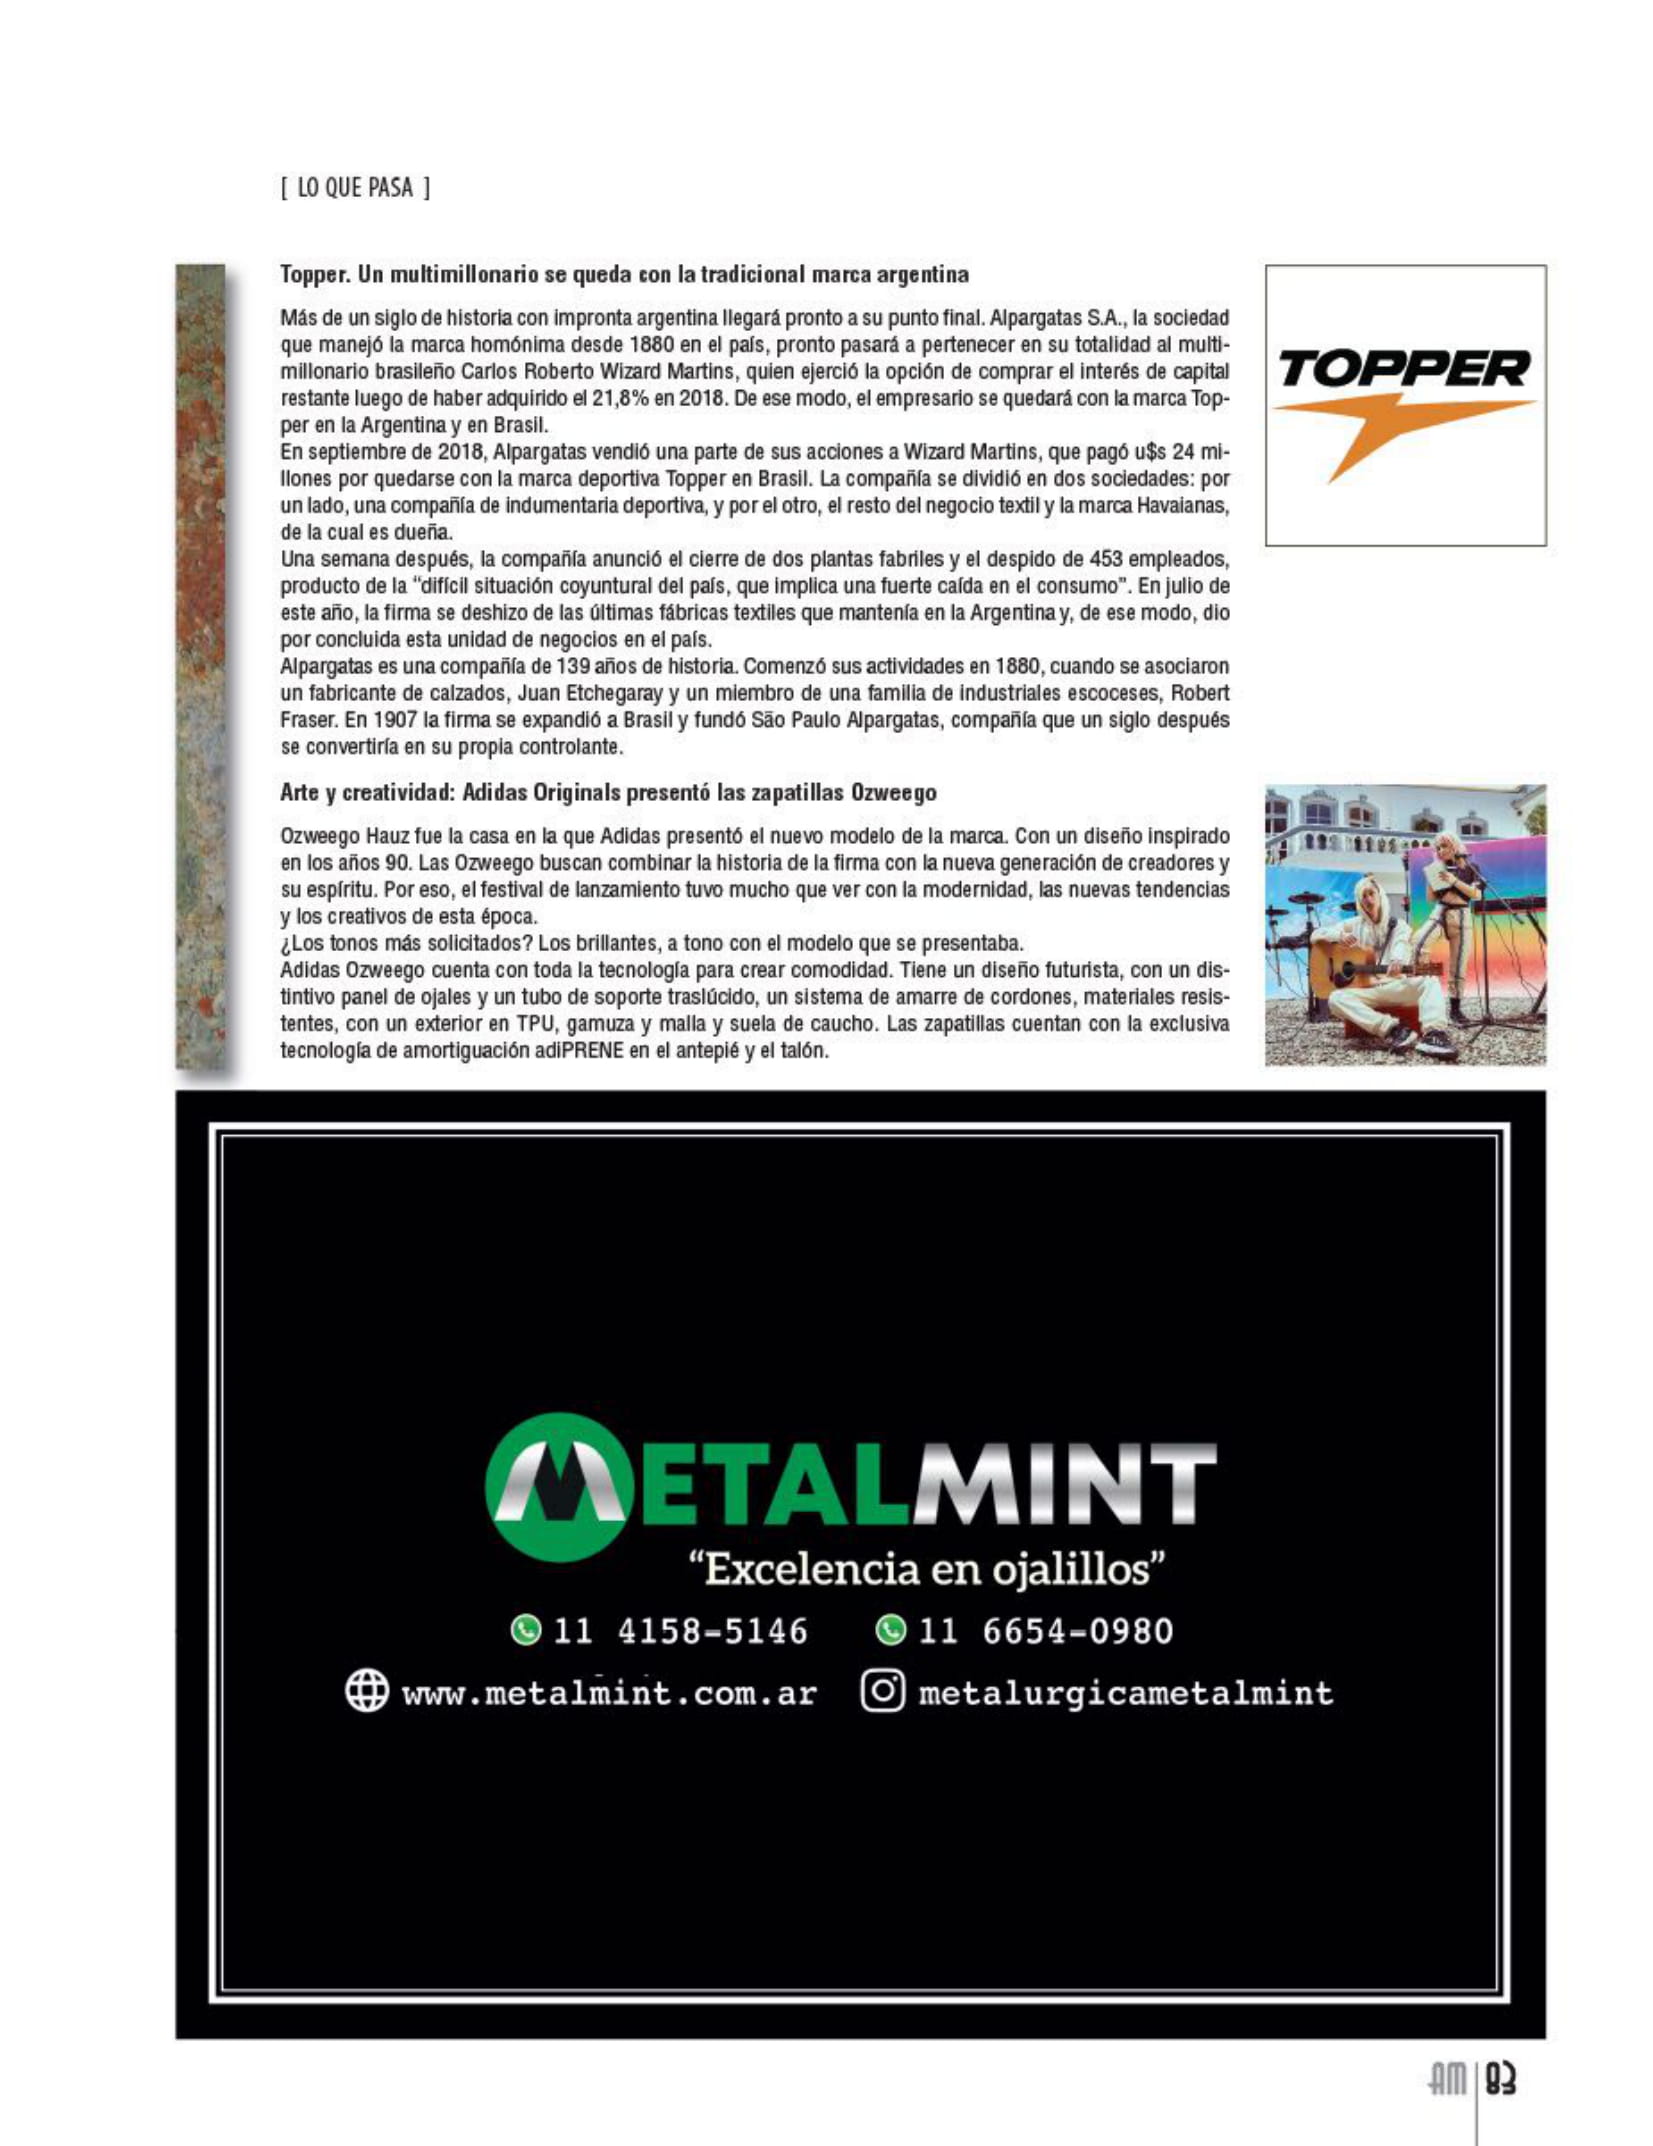 [ LO QUE PASA ]
Topper. Un multimillonario se queda con la tradicional marca argentina
Más de un siglo de historia con impronta argentina llegará pronto a su punto final. Alpargatas S.A., la sociedad
que manejó la marca homónima desde 1880 en el país, pronto pasará a pertenecer en su totalidad al multi-
millonario brasileño Carlos Roberto Wizard Martins, quien ejerció la opción de comprar el interés de capital
restante luego de haber adquirido el 21,8% en 2018. De ese modo, el empresario se quedará con la marca Top-
per en la Argentina y en Brasil.
En septiembre de 2018, Alpargatas vendió una parte de sus acciones a Wizard Martins, que pagó u$s 24 mi-
llones por quedarse con la marca deportiva Topper en Brasil. La compañía se dividió en dos sociedades: por
un lado, una compañía de indumentaria deportiva, y por el otro, el resto del negocio textil y la marca Havaianas,
de la cual es dueña.
Una semana después, la compañía anunció el cierre de dos plantas fabriles y el despido de 453 empleados,
producto de la “difícil situación coyuntural del país, que implica una fuerte caída en el consumo”. En julio de
este año, la firma se deshizo de las últimas fábricas textiles que mantenía en la Argentina y, de ese modo, dio
por concluida esta unidad de negocios en el país.
Alpargatas es una compañía de 139 años de historia. Comenzó sus actividades en 1880, cuando se asociaron
un fabricante de calzados, Juan Etchegaray y un miembro de una familia de industriales escoceses, Robert
Fraser. En 1907 la firma se expandió a Brasil y fundó São Paulo Alpargatas, compañía que un siglo después
se convertiría en su propia controlante.
TOPPER
Arte y creatividad: Adidas Originals presentó las zapatillas Ozweego
Ozweego Hauz fue la casa en la que Adidas presentó el nuevo modelo de la marca. Con un diseño inspirado
en los años 90. Las Ozweego buscan combinar la historia de la firma con la nueva generación de creadores y
su espíritu. Por eso, el festival de lanzamiento tuvo mucho que ver con la modernidad, las nuevas tendencias
y los creativos de esta época.
¿Los tonos más solicitados? Los brillantes, a tono con el modelo que se presentaba.
Adidas Ozweego cuenta con toda la tecnología para crear comodidad. Tiene un diseño futurista, con un dis-
tintivo panel de ojales y un tubo de soporte traslúcido, un sistema de amarre de cordones, materiales resis-
tentes, con un exterior en TPU, gamuza y malla y suela de caucho. Las zapatillas cuentan con la exclusiva
tecnología de amortiguación adiPRENE en el antepié y el talón.
METALMINT
“Excelencia en ojalillos”
11 4158-5146 11 6654-0980
www.metalmint.com.ar metalurgicametalmint
AM 83